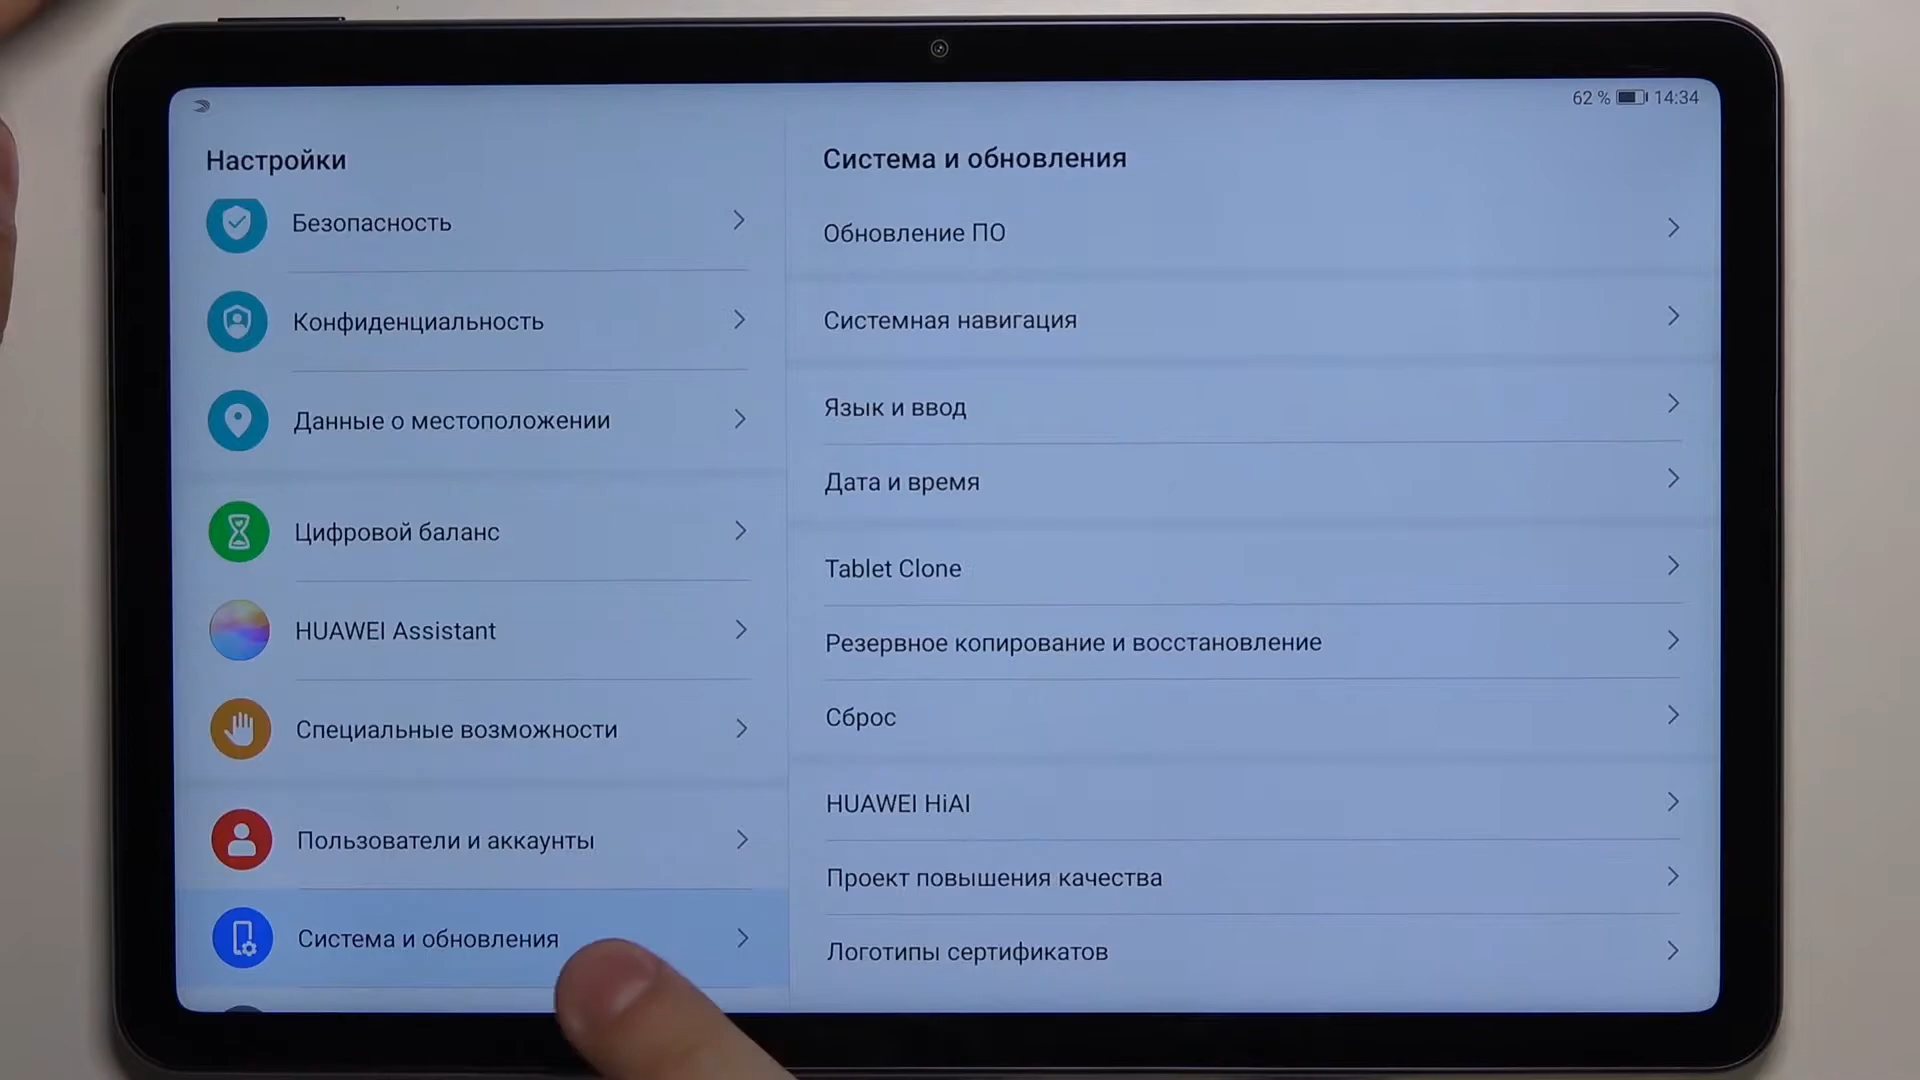 62 % 14:34
Настройки
Безопасность
Конфиденциальность
Данные о местоположении
Цифровой баланс
HUAWEI Assistant
Специальные возможности
Пользователи и аккаунты
Система и обновления
Система и обновления
Обновление ПО
Системная навигация
Язык и ввод
Дата и время
Tablet Clone
Резервное копирование и восстановление
Сброс
HUAWEI HiAI
Проект повышения качества
Логотипы сертификатов